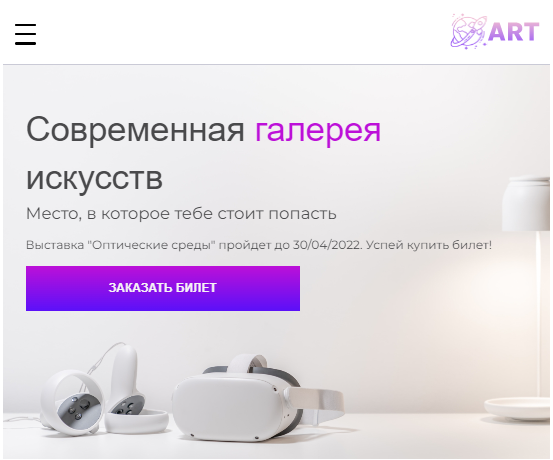 ART
Современная галерея
искусств
Место, в которое тебе стоит попасть
Выставка "Оптические среды" пройдет до 30/04/2022. Успей купить билет!
ЗАКАЗАТЬ БИЛЕТ